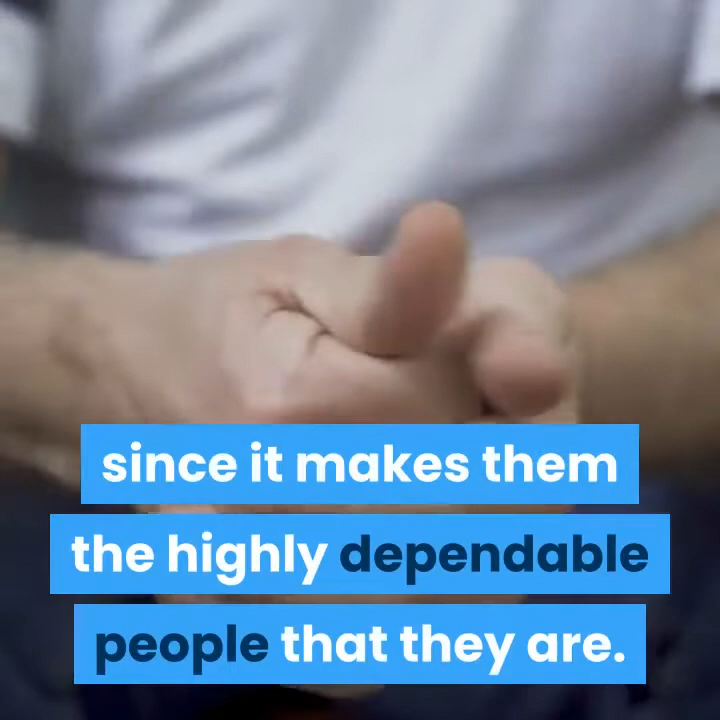 since it makes them
the highly dependable
people that they are.